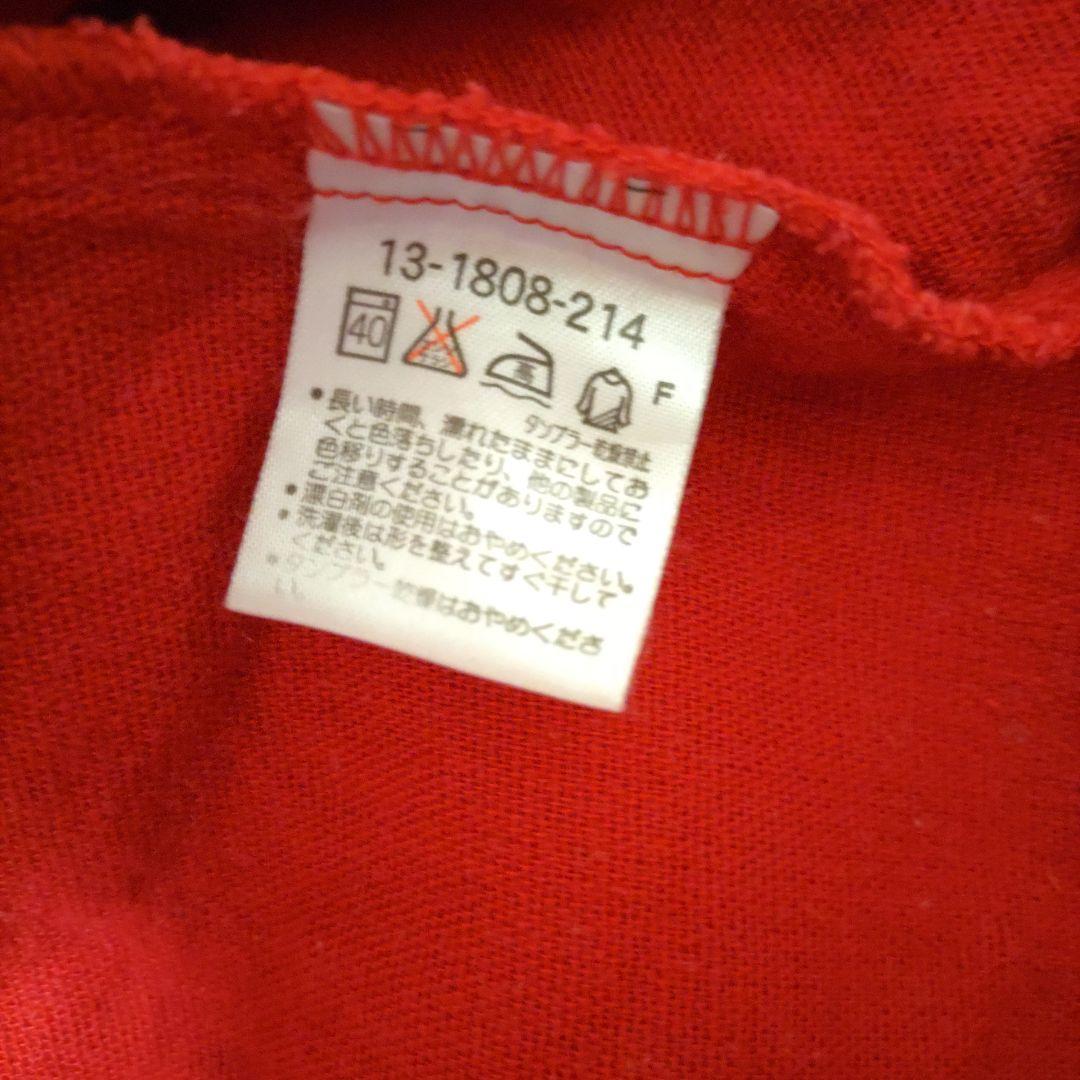 13-1808-214
40 高 F
タンブラー乾燥禁止
•長い時間、濡れたままにしてお
くと色落ちしたり、他の製品に
色移りすることがありますので
ご注意ください。
•漂白剤の使用はおやめください。
•洗濯後は形を整えてすぐ干して
ください。
•タンブラー乾燥はおやめくださ
い。